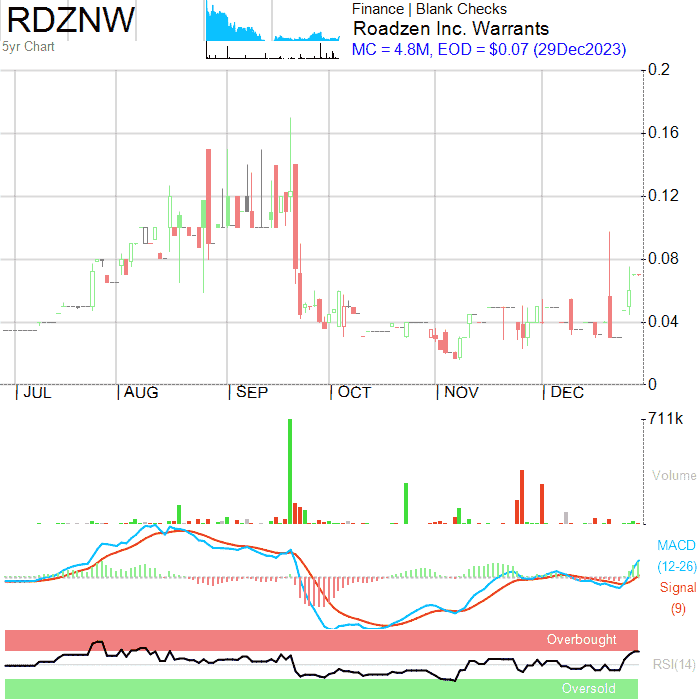 RDZNW
5yr Chart
Finance | Blank Checks
Roadzen Inc. Warrants
MC = 4.8M, EOD = $0.07 (29Dec2023)
0.2
0.16
0.12
0.08
0.04
0
JUL AUG SEP OCT NOV DEC
711k
Volume
MACD
(12-26)
Signal
(9)
Overbought
RSI(14)
Oversold